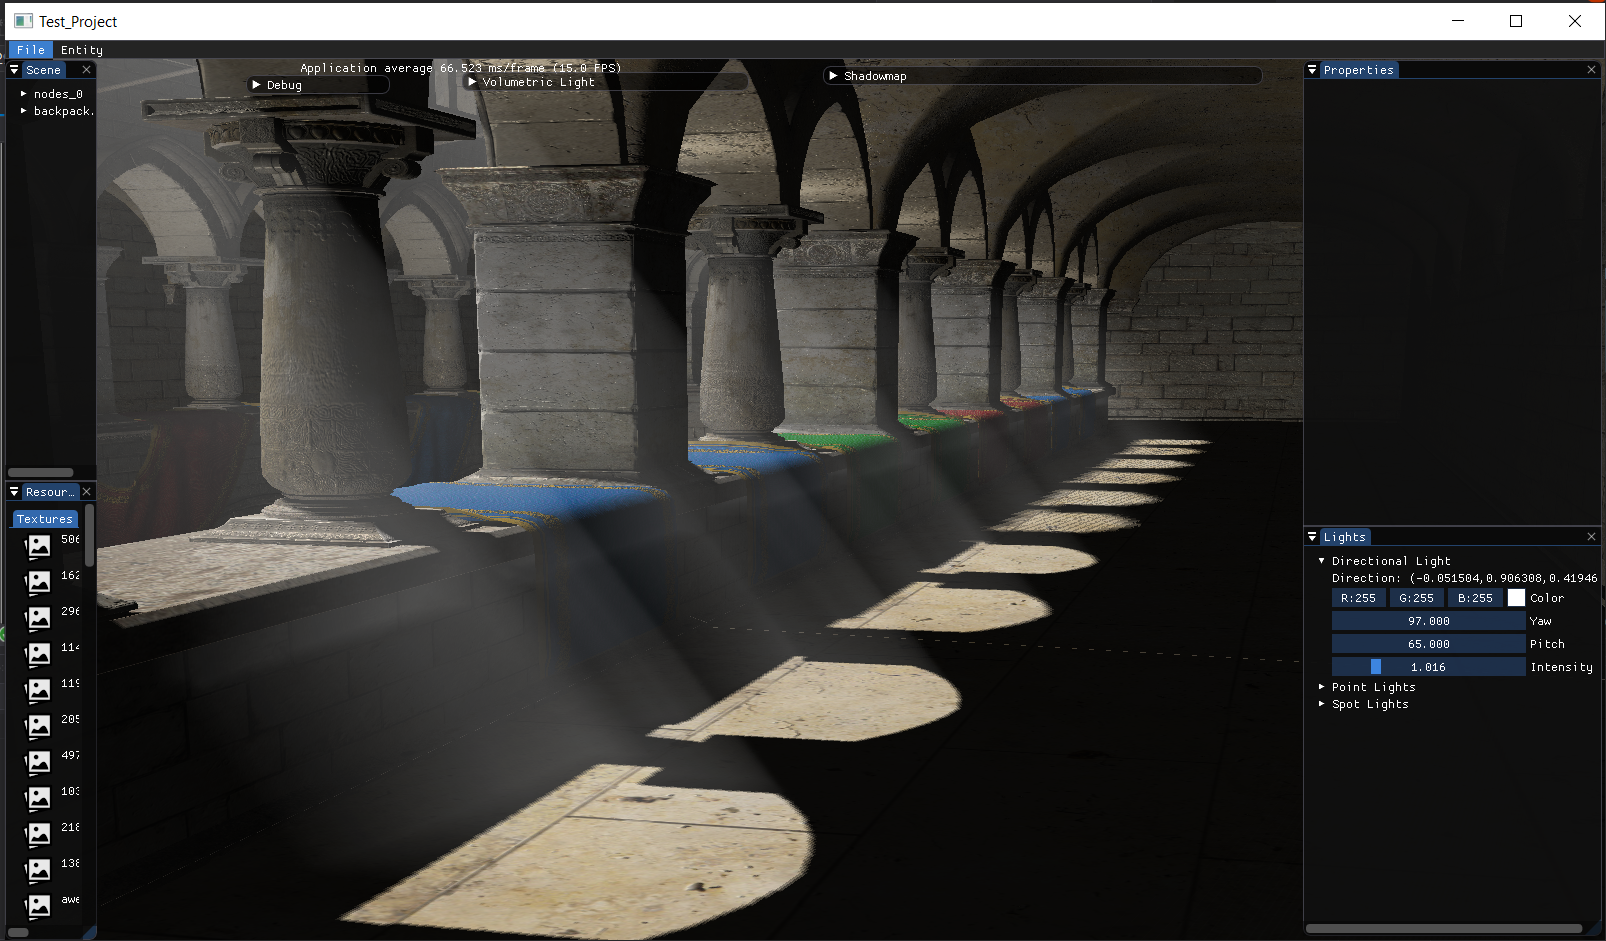 Test_Project
File Entity
Scene
nodes_0
backpack.
Application average 66.523 ms/frame (15.0 FPS)
Debug
Volumetric Light
Shadowmap
Properties
Resour…
Textures
506
162
296
114
119
205
497
103
218
138
awe
Lights
Directional Light
Direction: (-0.051504,0.906308,0.41946
R:255 G:255 B:255 Color
97.000 Yaw
65.000 Pitch
1.016 Intensity
Point Lights
Spot Lights